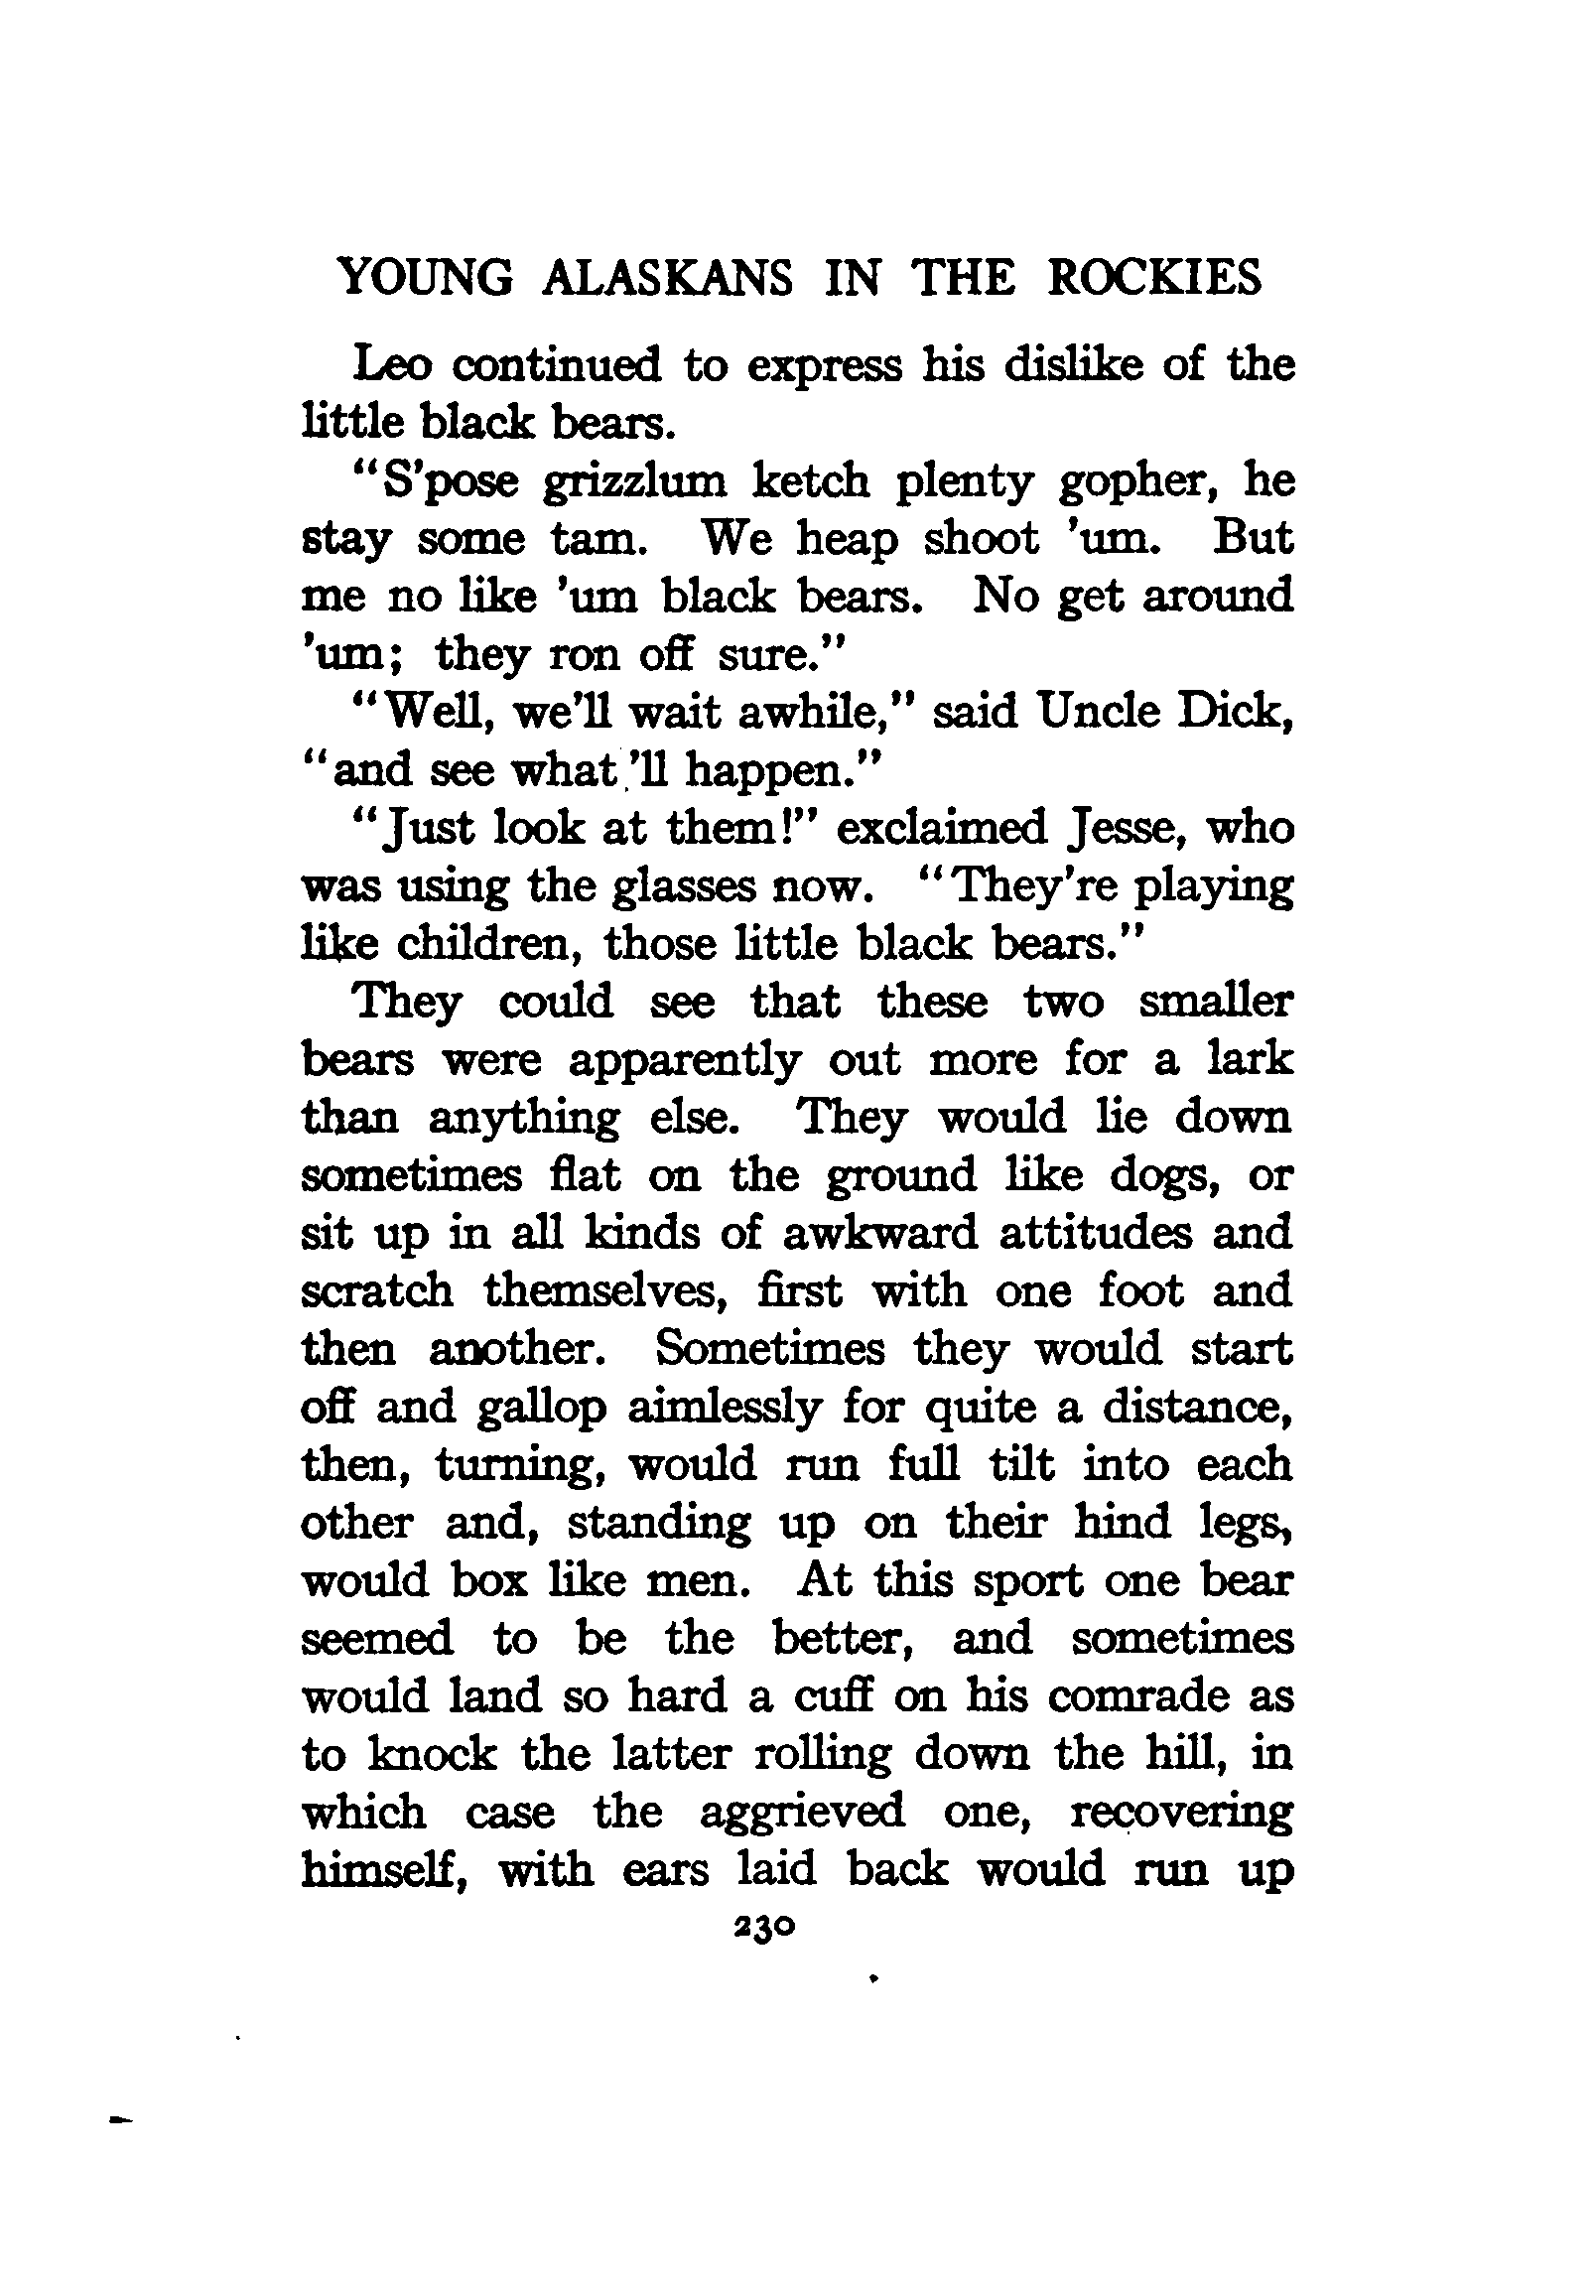 YOUNG ALASKANS IN THE ROCKIES
Leo continued to express his dislike of the
little black bears.
"S'pose grizzlum ketch plenty gopher, he
stay some tam. We heap shoot 'um. But
me no like 'um black bears. No get around
'um; they ron off sure."
"Well, we'll wait awhile," said Uncle Dick,
"and see what 'll happen."
"Just look at them!" exclaimed Jesse, who
was using the glasses now. "They're playing
like children, those little black bears."
They could see that these two smaller
bears were apparently out more for a lark
than anything else. They would lie down
sometimes flat on the ground like dogs, or
sit up in all kinds of awkward attitudes and
scratch themselves, first with one foot and
then another. Sometimes they would start
off and gallop aimlessly for quite a distance,
then, turning, would run full tilt into each
other and, standing up on their hind legs,
would box like men. At this sport one bear
seemed to be the better, and sometimes
would land so hard a cuff on his comrade as
to knock the latter rolling down the hill, in
which case the aggrieved one, recovering
himself, with ears laid back would run up
230